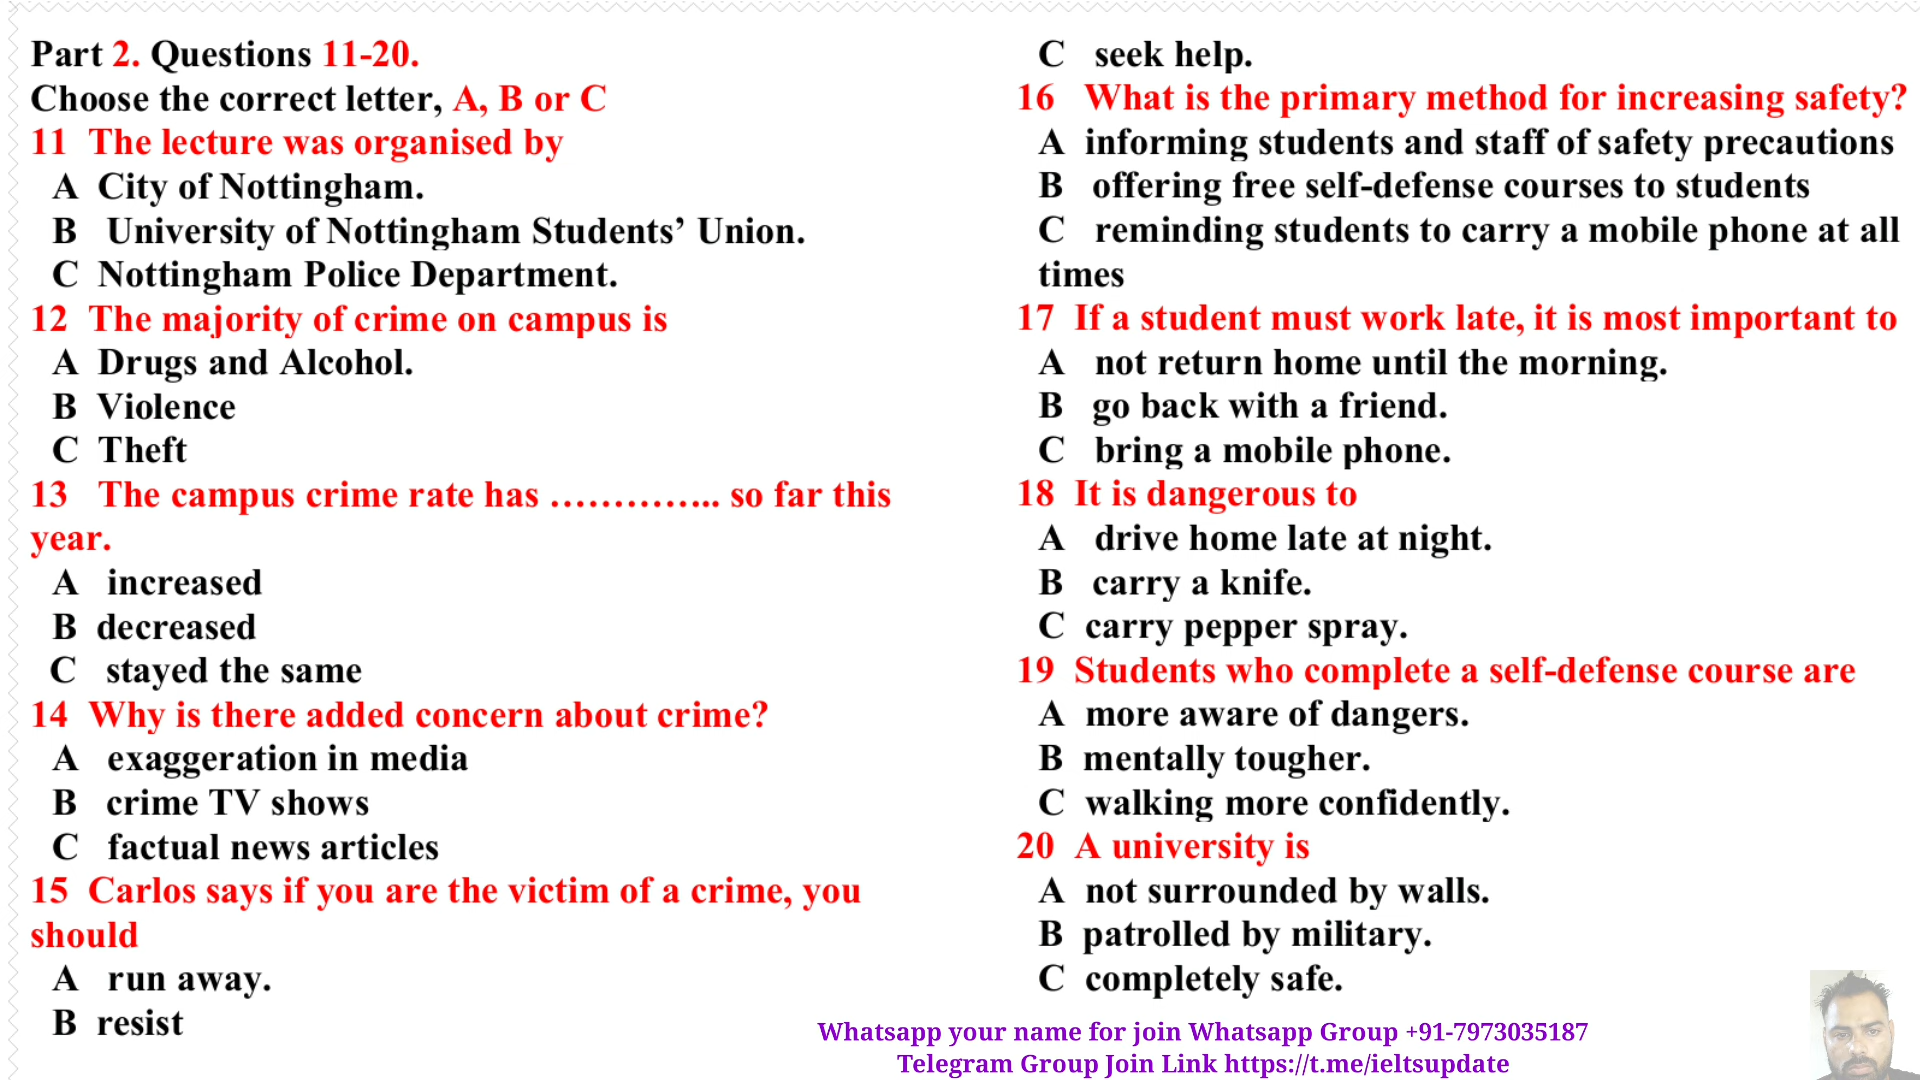 Part 2. Questions 11-20.
Choose the correct letter, A, B or C
11 The lecture was organised by
A City of Nottingham.
B University of Nottingham Students’ Union.
C Nottingham Police Department.
12 The majority of crime on campus is
A Drugs and Alcohol.
B Violence
C Theft
13 The campus crime rate has ………….. so far this
year.
A increased
B decreased
C stayed the same
14 Why is there added concern about crime?
A exaggeration in media
B crime TV shows
C factual news articles
15 Carlos says if you are the victim of a crime, you
should
A run away.
B resist
C seek help.
16 What is the primary method for increasing safety?
A informing students and staff of safety precautions
B offering free self-defense courses to students
C reminding students to carry a mobile phone at all
times
17 If a student must work late, it is most important to
A not return home until the morning.
B go back with a friend.
C bring a mobile phone.
18 It is dangerous to
A drive home late at night.
B carry a knife.
C carry pepper spray.
19 Students who complete a self-defense course are
A more aware of dangers.
B mentally tougher.
C walking more confidently.
20 A university is
A not surrounded by walls.
B patrolled by military.
C completely safe.
Whatsapp your name for join Whatsapp Group +91-7973035187
Telegram Group Join Link https://t.me/ieltsupdate